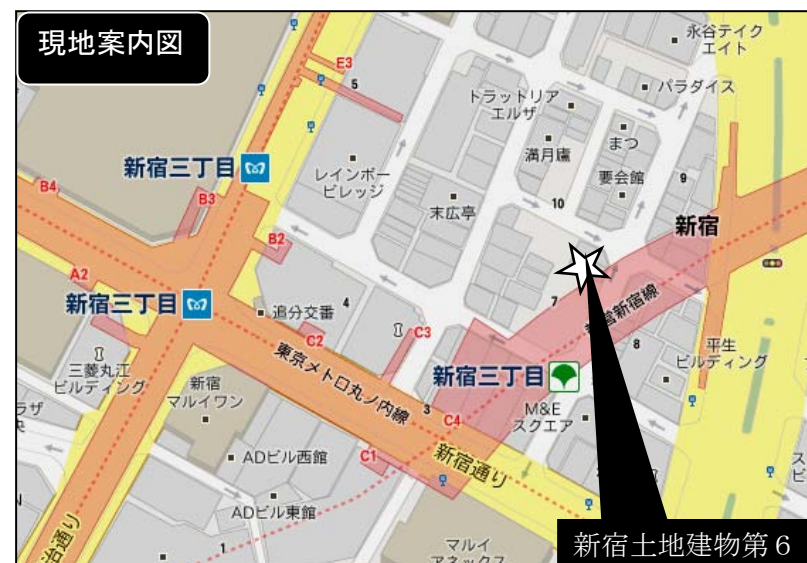 現地案内図
永谷テイク
エイト
E3
5
トラットリア
エルザ
パラダイス
新宿三丁目
満月廬
まつ
レインボー
ビレッジ
要会館
9
B4
B3
末広亭
10
新宿
B2
A2
新宿三丁目
追分交番
4
7
都営新宿線
C2
C3
8
平生
ビルディング
三菱丸江
ビルディング
東京メトロ丸ノ内線
新宿三丁目
新宿
マルイワン
3
C4
M&E
スクエア
ADビル西館
C1
新宿通り
ADビル東館
1
マルイ
アネックス
新宿土地建物第6